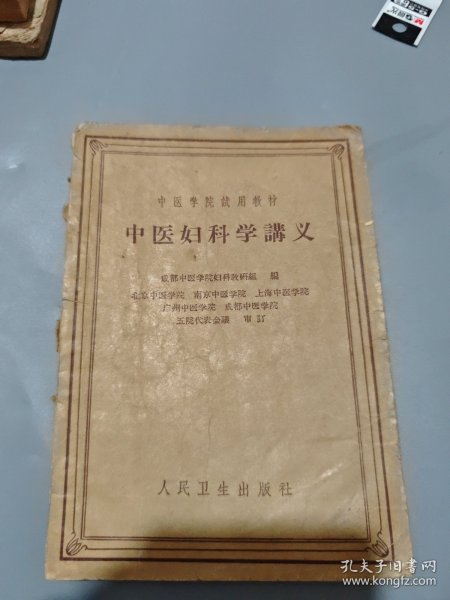 中医学院試用教材
中医妇科学講义
成都中医学院妇科教研組 編
北京中医学院 南京中医学院 上海中医学院
广州中医学院 成都中医学院
五院代表会議 审訂
人民卫生出版社
孔夫子旧书网
www.kongfz.com